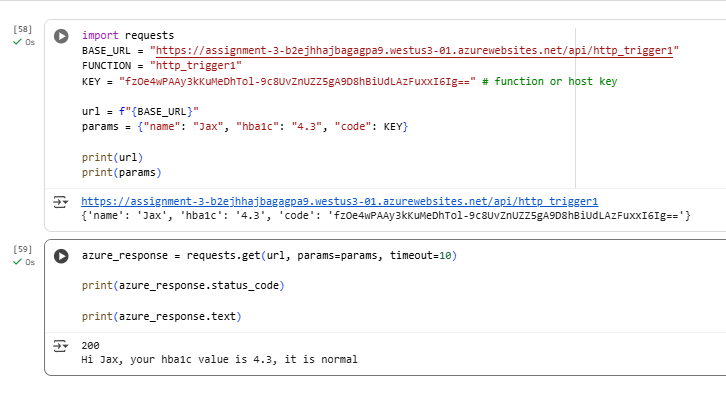 [58]
0s
import requests
BASE_URL = "https://assignment-3-b2ejhhajbagagpa9.westus3-01.azurewebsites.net/api/http_trigger1"
FUNCTION = "http_trigger1"
KEY = "fzOe4wPAAy3kKuMeDhTol-9c8UvZnUZZ5gA9D8hBiUdLAzFuxxI6Ig==" # function or host key
url = f"{BASE_URL}"
params = {"name": "Jax", "hba1c": "4.3", "code": KEY}
print(url)
print(params)
https://assignment-3-b2ejhhajbagagpa9.westus3-01.azurewebsites.net/api/http_trigger1
{'name': 'Jax', 'hba1c': '4.3', 'code': 'fzOe4wPAAy3kKuMeDhTol-9c8UvZnUZZ5gA9D8hBiUdLAzFuxxI6Ig=='}
[59]
0s
azure_response = requests.get(url, params=params, timeout=10)
print(azure_response.status_code)
print(azure_response.text)
200
Hi Jax, your hba1c value is 4.3, it is normal